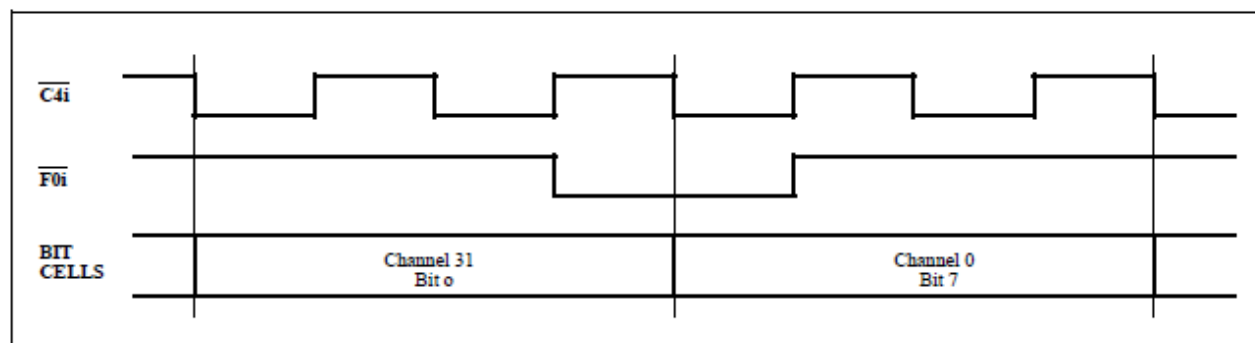 C4i
F0i
BIT
CELLS
Channel 31
Bit o
Channel 0
Bit 7